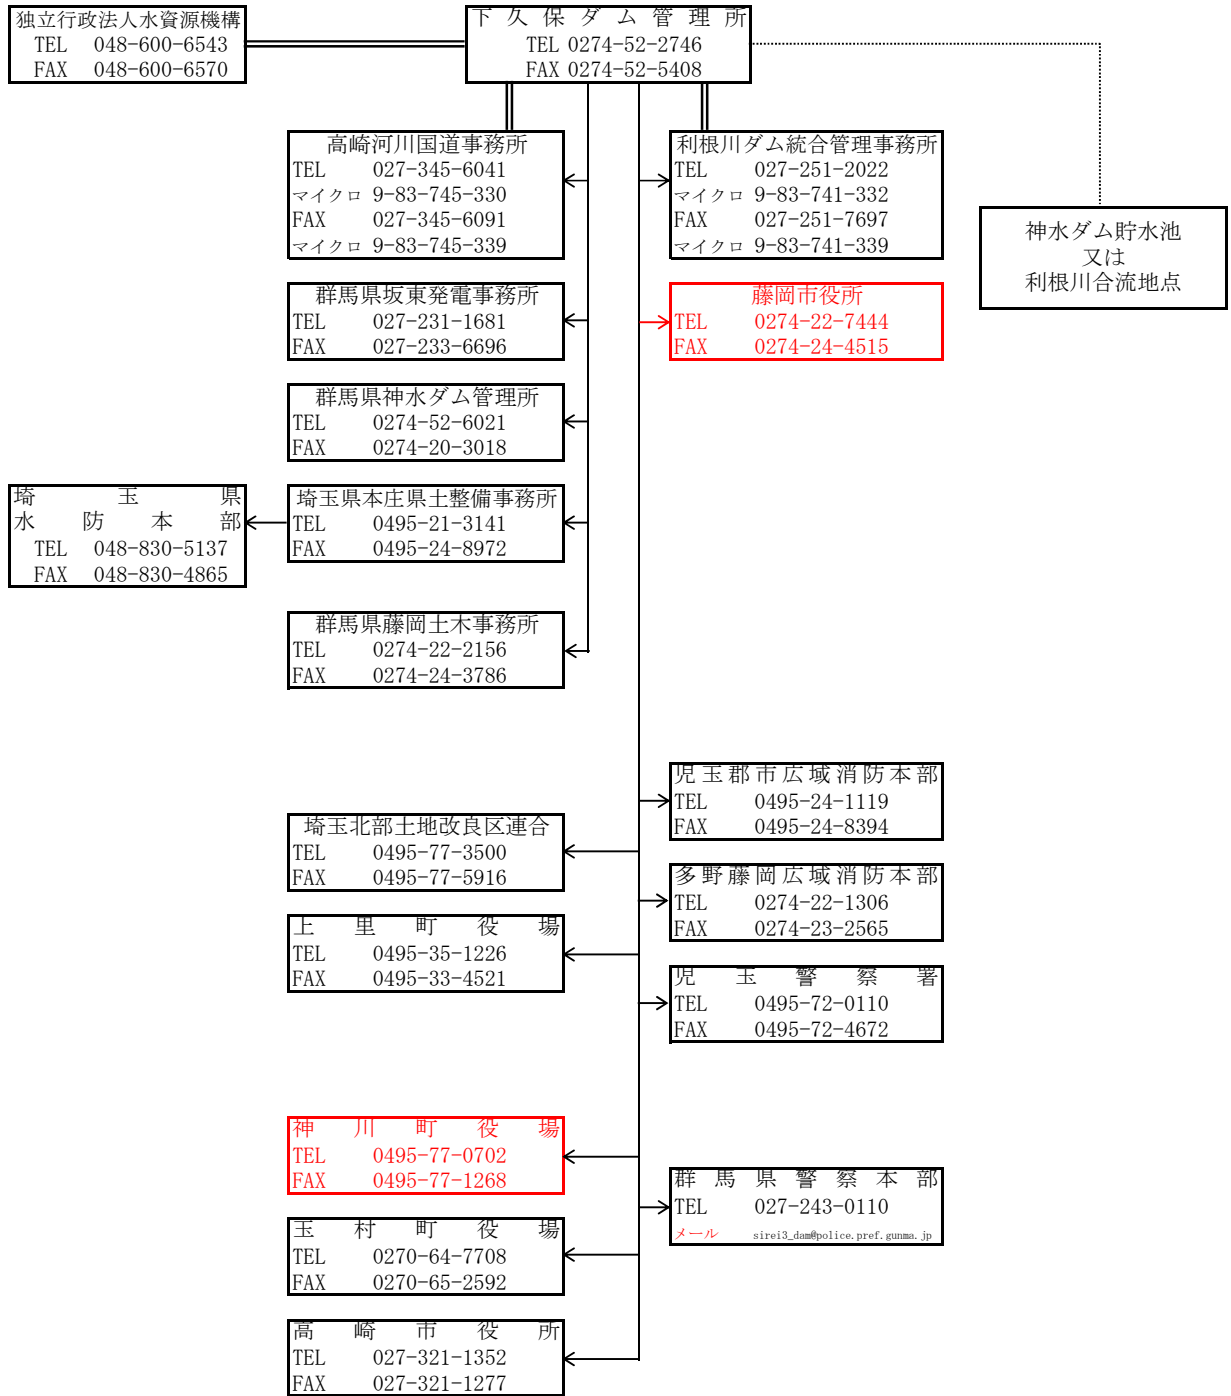 独立行政法人水資源機構
TEL 048-600-6543
FAX 048-600-6570
下久保ダム管理所
TEL 0274-52-2746
FAX 0274-52-5408
高崎河川国道事務所
TEL 027-345-6041
マイクロ 9-83-745-330
FAX 027-345-6091
マイクロ 9-83-745-339
利根川ダム統合管理事務所
TEL 027-251-2022
マイクロ 9-83-741-332
FAX 027-251-7697
マイクロ 9-83-741-339
神水ダム貯水池
又は
利根川合流地点
群馬県坂東発電事務所
TEL 027-231-1681
FAX 027-233-6696
藤岡市役所
TEL 0274-22-7444
FAX 0274-24-4515
群馬県神水ダム管理所
TEL 0274-52-6021
FAX 0274-20-3018
埼玉県
水防本部
TEL 048-830-5137
FAX 048-830-4865
埼玉県本庄県土整備事務所
TEL 0495-21-3141
FAX 0495-24-8972
群馬県藤岡土木事務所
TEL 0274-22-2156
FAX 0274-24-3786
児玉郡市広域消防本部
TEL 0495-24-1119
FAX 0495-24-8394
埼玉北部土地改良区連合
TEL 0495-77-3500
FAX 0495-77-5916
多野藤岡広域消防本部
TEL 0274-22-1306
FAX 0274-23-2565
上里町役場
TEL 0495-35-1226
FAX 0495-33-4521
児玉警察署
TEL 0495-72-0110
FAX 0495-72-4672
神川町役場
TEL 0495-77-0702
FAX 0495-77-1268
群馬県警察本部
TEL 027-243-0110
メール sirei3_dam@police.pref.gunma.jp
玉村町役場
TEL 0270-64-7708
FAX 0270-65-2592
高崎市役所
TEL 027-321-1352
FAX 027-321-1277